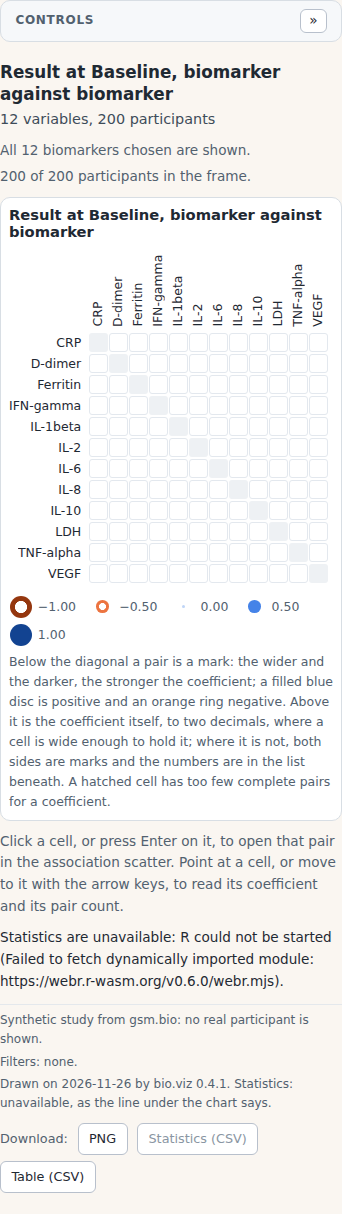 CONTROLS
»
Result at Baseline, biomarker
against biomarker
12 variables, 200 participants
All 12 biomarkers chosen are shown.
200 of 200 participants in the frame.
Result at Baseline, biomarker against
biomarker
CRP
D-dimer
Ferritin
IFN-gamma
IL-1beta
IL-2
IL-6
IL-8
IL-10
LDH
TNF-alpha
VEGF
CRP
D-dimer
Ferritin
IFN-gamma
IL-1beta
IL-2
IL-6
IL-8
IL-10
LDH
TNF-alpha
VEGF
−1.00 −0.50 0.00 0.50
1.00
Below the diagonal a pair is a mark: the wider and
the darker, the stronger the coefficient; a filled blue
disc is positive and an orange ring negative. Above
it is the coefficient itself, to two decimals, where a
cell is wide enough to hold it; where it is not, both
sides are marks and the numbers are in the list
beneath. A hatched cell has too few complete pairs
for a coefficient.
Click a cell, or press Enter on it, to open that pair
in the association scatter. Point at a cell, or move
to it with the arrow keys, to read its coefficient
and its pair count.
Statistics are unavailable: R could not be started
(Failed to fetch dynamically imported module:
https://webr.r-wasm.org/v0.6.0/webr.mjs).
Synthetic study from gsm.bio: no real participant is
shown.
Filters: none.
Drawn on 2026-11-26 by bio.viz 0.4.1. Statistics:
unavailable, as the line under the chart says.
Download: PNG Statistics (CSV)
Table (CSV)